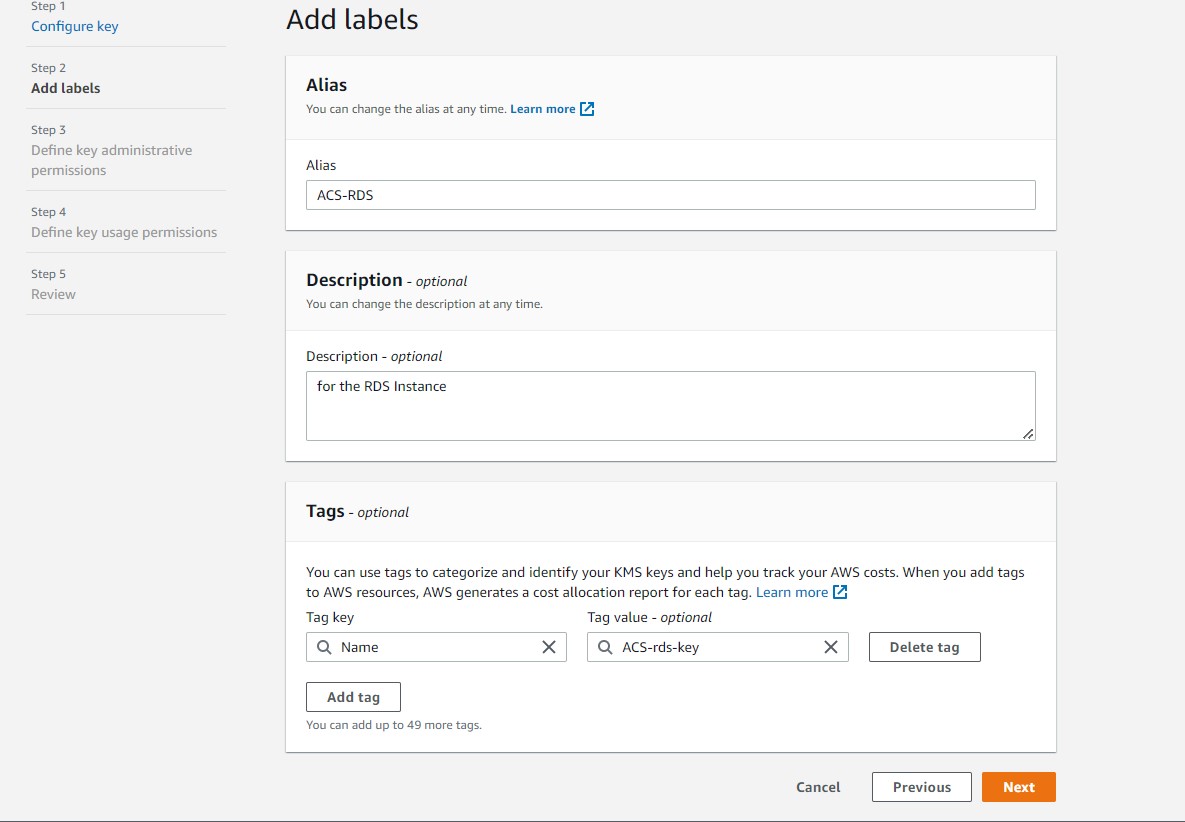 Step 1
Configure key
Step 2
Add labels
Step 3
Define key administrative
permissions
Step 4
Define key usage permissions
Step 5
Review
Add labels
Alias
You can change the alias at any time. Learn more
Alias
ACS-RDS
Description - optional
You can change the description at any time.
Description - optional
for the RDS Instance
Tags - optional
You can use tags to categorize and identify your KMS keys and help you track your AWS costs. When you add tags
to AWS resources, AWS generates a cost allocation report for each tag. Learn more
Tag key Tag value - optional
Name ACS-rds-key Delete tag
Add tag
You can add up to 49 more tags.
Cancel Previous Next